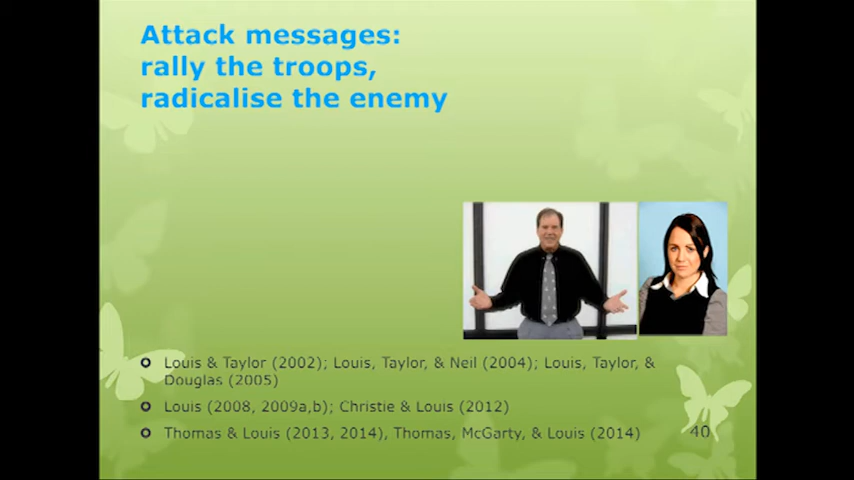 Attack messages:
rally the troops,
radicalise the enemy
Louis & Taylor (2002); Louis, Taylor, & Neil (2004); Louis, Taylor, &
Douglas (2005)
Louis (2008, 2009a,b); Christie & Louis (2012)
Thomas & Louis (2013, 2014), Thomas, McGarty, & Louis (2014)
40